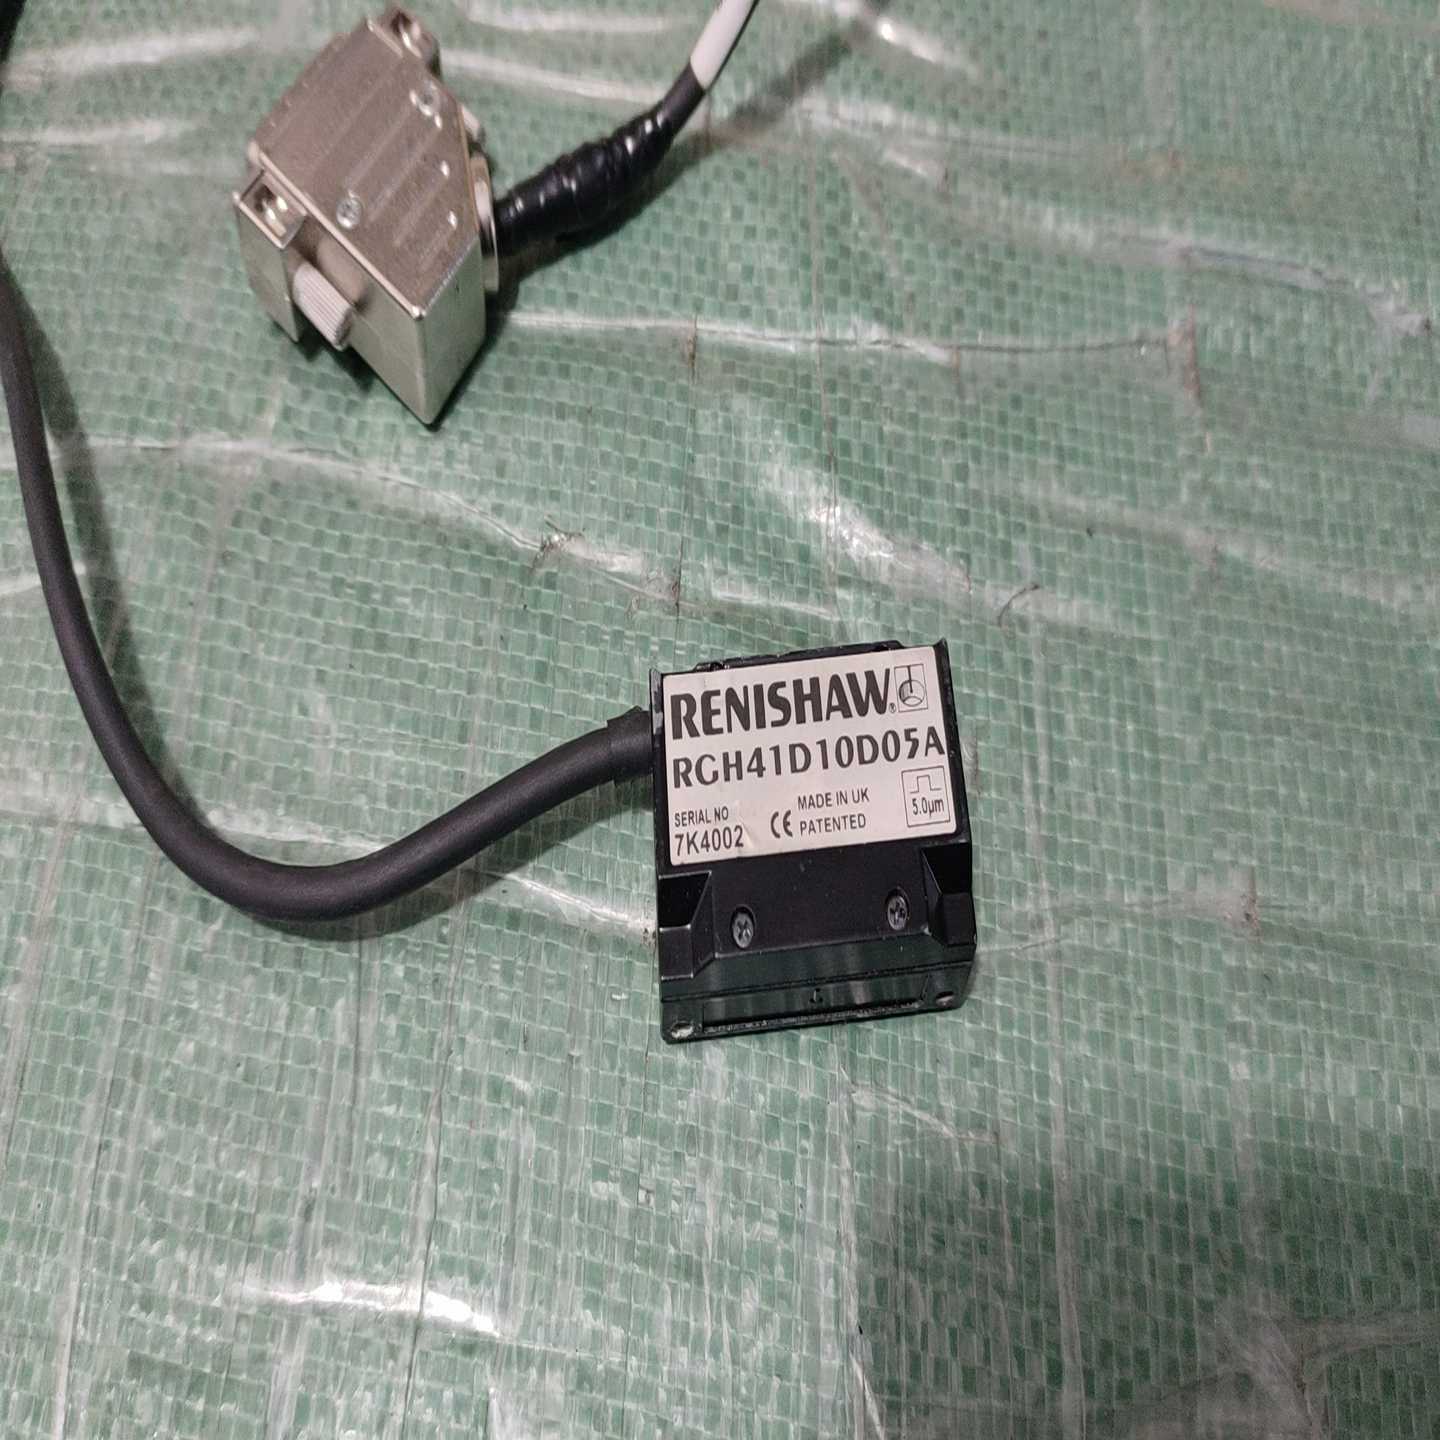 RENISHAW®
RGH41D10D05A
SERIAL NO
7K4002
CE
MADE IN UK
PATENTED
5.0µm